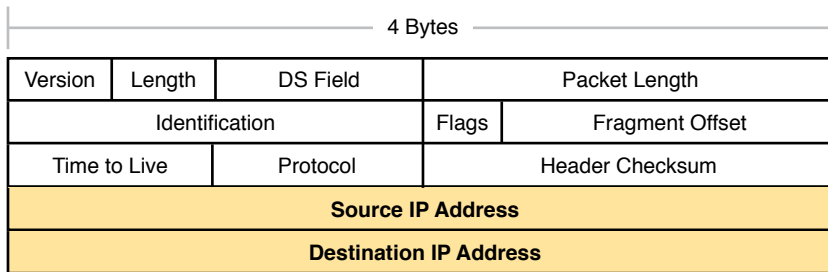 4 Bytes
Version Length DS Field Packet Length
Identification Flags Fragment Offset
Time to Live Protocol Header Checksum
Source IP Address
Destination IP Address